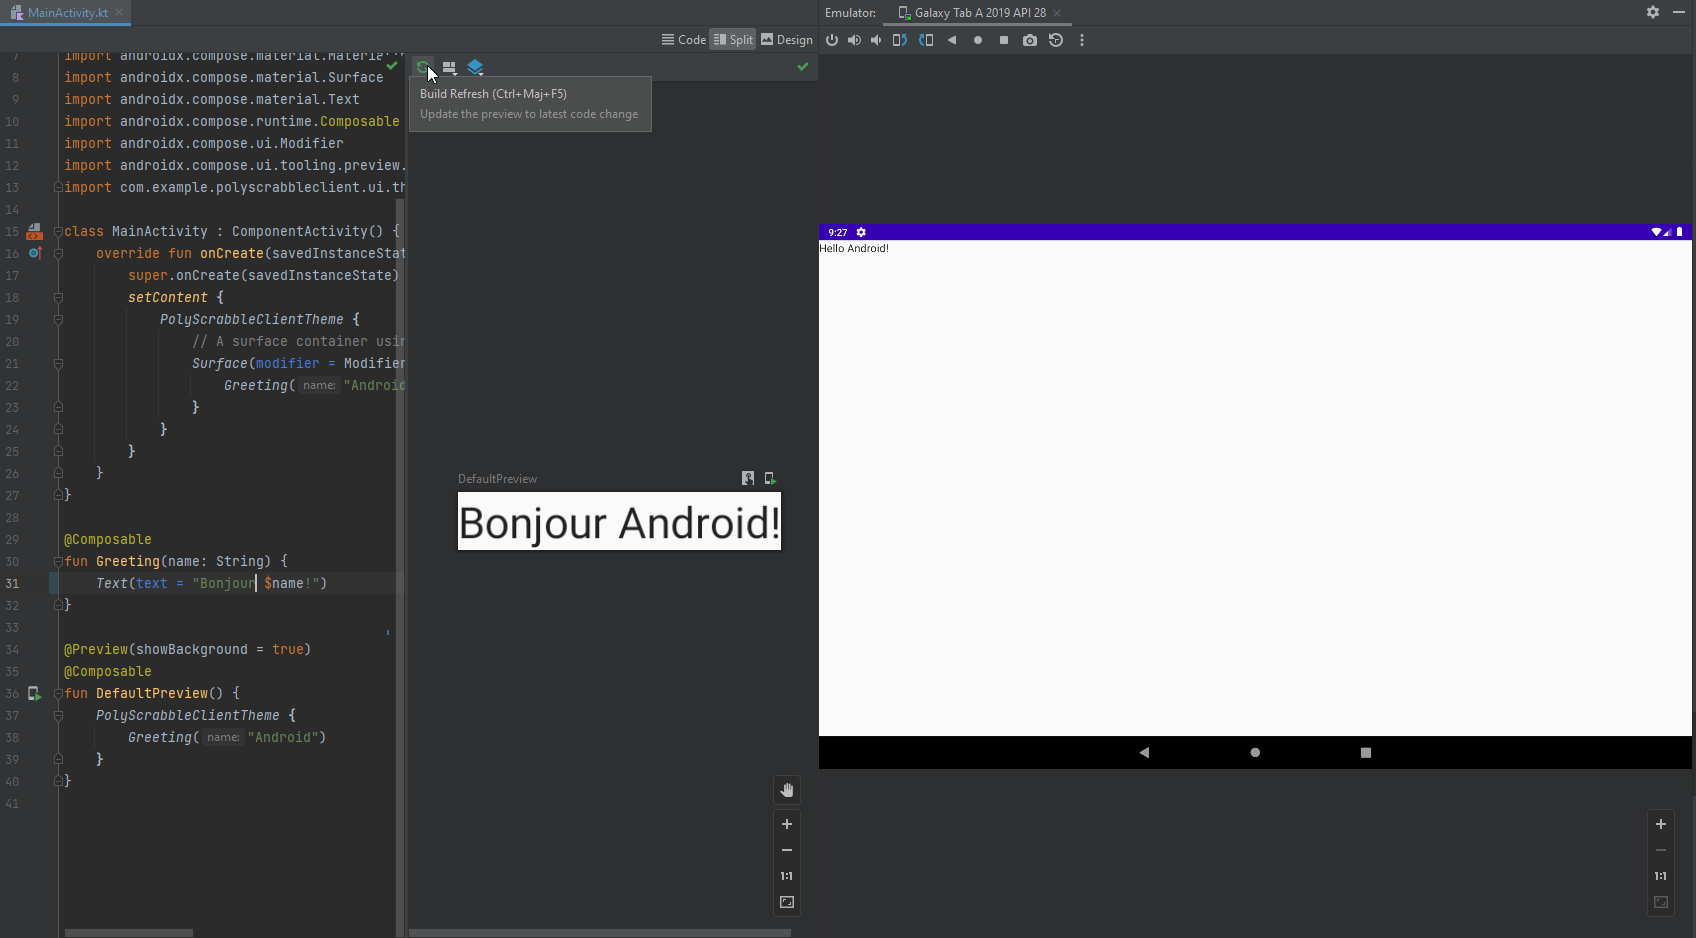 MainActivity.kt
Emulator: Galaxy Tab A 2019 API 28
Code Split Design
7 import androidx.compose.material.Materia
8 import androidx.compose.material.Surface
9 import androidx.compose.material.Text
10 import androidx.compose.runtime.Composable
11 import androidx.compose.ui.Modifier
12 import androidx.compose.ui.tooling.preview.
13 import com.example.polyscrabbleclient.ui.th
14
15 class MainActivity : ComponentActivity() {
16 override fun onCreate(savedInstanceStat
17 super.onCreate(savedInstanceState)
18 setContent {
19 PolyScrabbleClientTheme {
20 // A surface container usin
21 Surface(modifier = Modifier
22 Greeting( name: "Android
23 }
24 }
25 }
26 }
27 }
28
29 @Composable
30 fun Greeting(name: String) {
31 Text(text = "Bonjour $name!")
32 }
33
34 @Preview(showBackground = true)
35 @Composable
36 fun DefaultPreview() {
37 PolyScrabbleClientTheme {
38 Greeting( name: "Android")
39 }
40 }
41
Build Refresh (Ctrl+Maj+F5)
Update the preview to latest code change
DefaultPreview
Bonjour Android!
1:1
9:27
Hello Android!
1:1